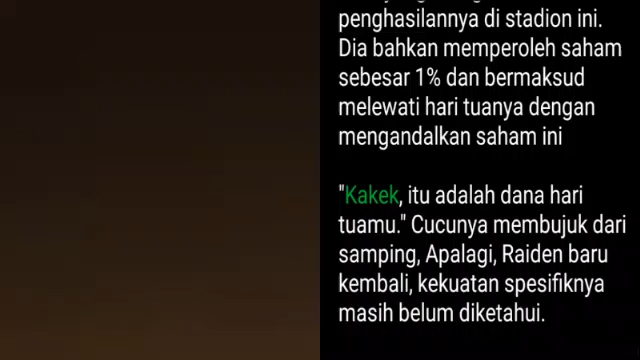 penghasilannya di stadion ini.
Dia bahkan memperoleh saham
sebesar 1% dan bermaksud
melewati hari tuanya dengan
mengandalkan saham ini
"Kakek, itu adalah dana hari
tuamu." Cucunya membujuk dari
samping, Apalagi, Raiden baru
kembali, kekuatan spesifiknya
masih belum diketahui.